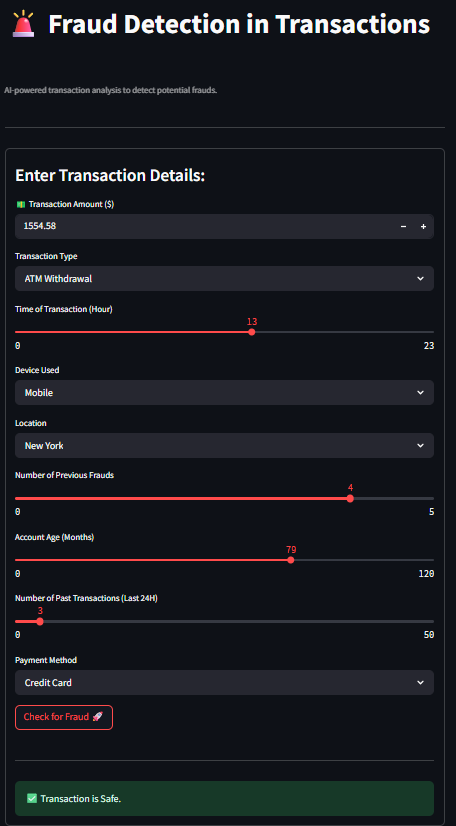 🚨 Fraud Detection in Transactions
AI-powered transaction analysis to detect potential frauds.
Enter Transaction Details:
💵 Transaction Amount ($)
1554.58 − +
Transaction Type
ATM Withdrawal
Time of Transaction (Hour)
13
0 23
Device Used
Mobile
Location
New York
Number of Previous Frauds
4
0 5
Account Age (Months)
79
0 120
Number of Past Transactions (Last 24H)
3
0 50
Payment Method
Credit Card
Check for Fraud 🚀
✅ Transaction is Safe.